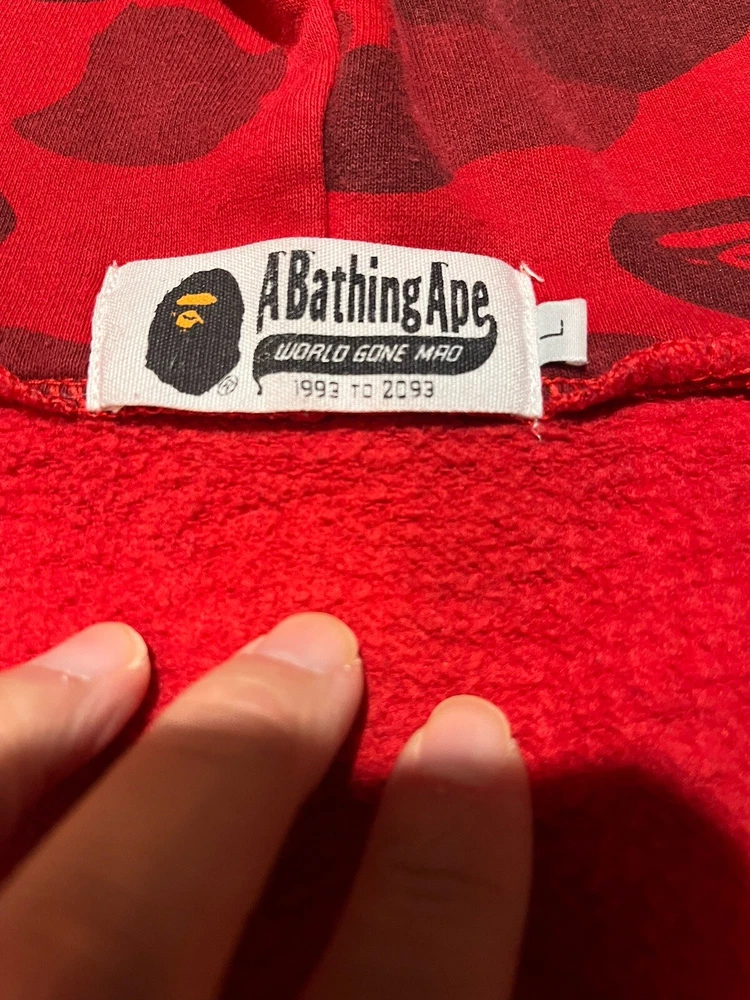 A Bathing Ape
WORLD GONE MAD
1993 TO 2093
®
L